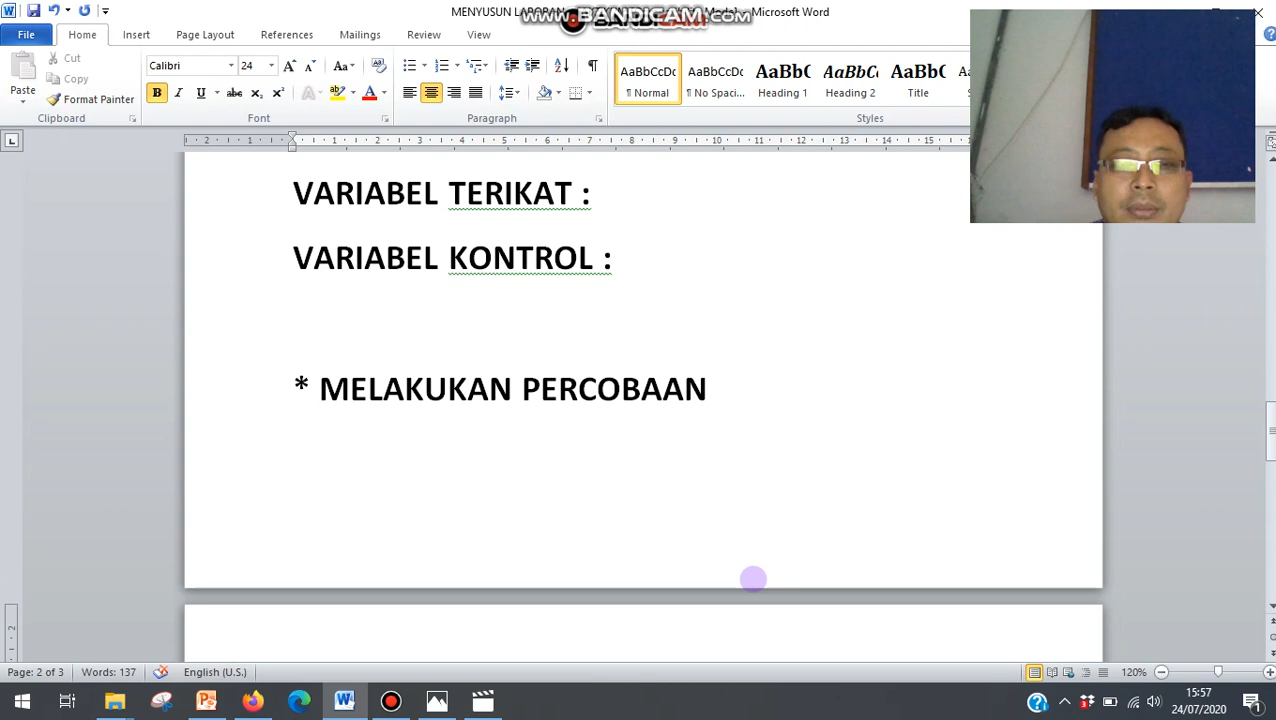 MENYUSUN LAPORAN
Microsoft Word
www.BANDICAM.com
File Home Insert Page Layout References Mailings Review View
Cut
Copy
Paste
Format Painter
Clipboard
Calibri 24
Font
Paragraph
AaBbCcDc AaBbCcDc AaBbC AaBbCc AaBbC
¶ Normal ¶ No Spaci... Heading 1 Heading 2 Title
Styles
VARIABEL TERIKAT :
VARIABEL KONTROL :
* MELAKUKAN PERCOBAAN
Page: 2 of 3 Words: 137 English (U.S.) 120%
15:57
24/07/2020